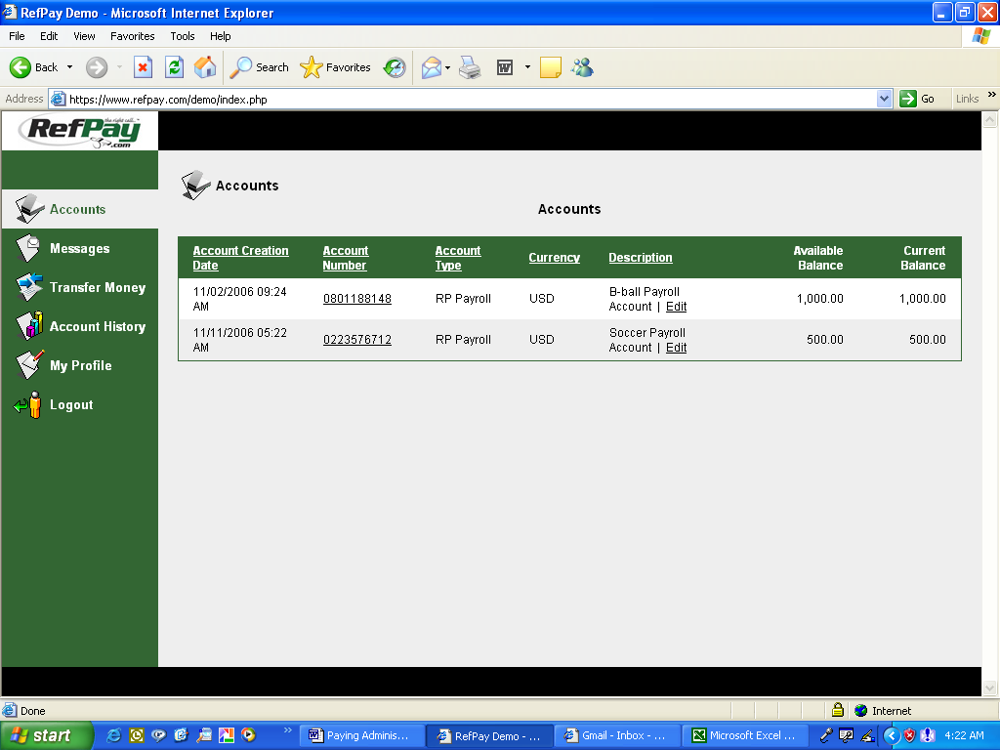 RefPay Demo - Microsoft Internet Explorer
File Edit View Favorites Tools Help
Back Search Favorites
Address https://www.refpay.com/demo/index.php Go Links »
the right call...
RefPay
.com
Accounts
Accounts
Accounts
Messages
Transfer Money
Account History
My Profile
Logout
Account Creation Date Account Number Account Type Currency Description Available Balance Current Balance
11/02/2006 09:24 AM 0801188148 RP Payroll USD B-ball Payroll Account | Edit 1,000.00 1,000.00
11/11/2006 05:22 AM 0223576712 RP Payroll USD Soccer Payroll Account | Edit 500.00 500.00
Done Internet
start » Paying Adminis... RefPay Demo - ... Gmail - Inbox - ... Microsoft Excel ... 4:22 AM